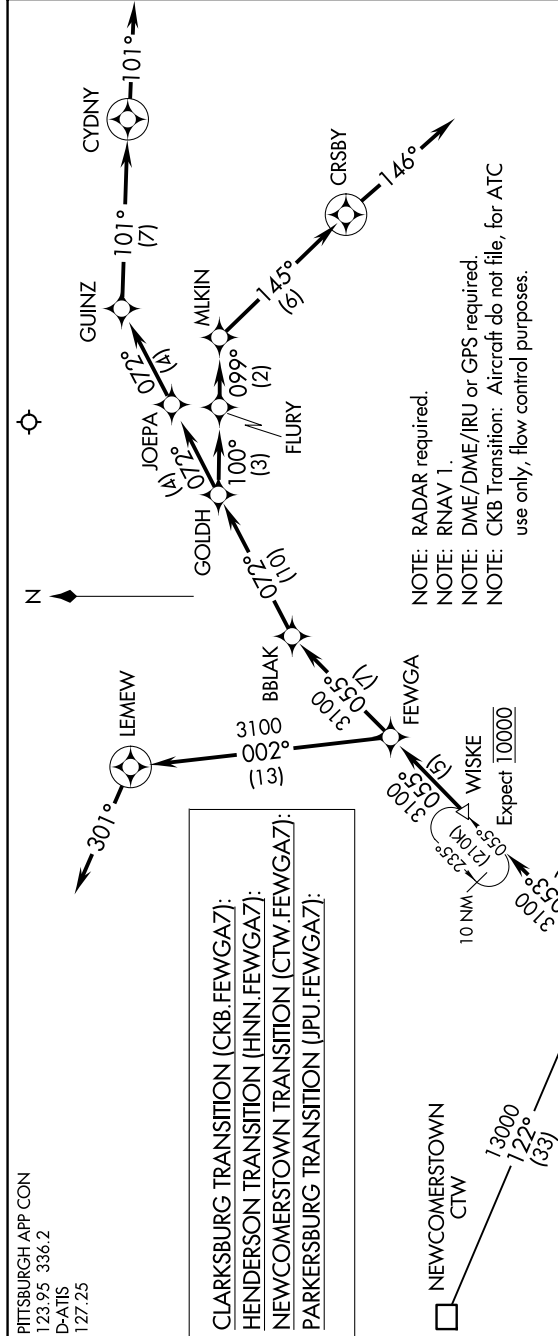 PITTSBURGH APP CON
123.95 336.2
D-ATIS
127.25
CLARKSBURG TRANSITION (CKB.FEWGA7):
HENDERSON TRANSITION (HNN.FEWGA7):
NEWCOMERSTOWN TRANSITION (CTW.FEWGA7):
PARKERSBURG TRANSITION (JPU.FEWGA7):
N
301°
LEMEW
3100
002°
(13)
CYDNY
101°
101°
(7)
GUINZ
072°
(4)
JOEPA
072°
(4)
GOLDH
100°
(3)
FLURY
099°
(2)
MLKIN
145°
(6)
CRSBY
146°
072°
(10)
BBLAK
3100
055°
(7)
FEWGA
3100
055°
(5)
WISKE
Expect 10000
10 NM
235°
(210K)
055°
3100
053°
NEWCOMERSTOWN
CTW
13000
122°
(33)
NOTE: RADAR required.
NOTE: RNAV 1.
NOTE: DME/DME/IRU or GPS required.
NOTE: CKB Transition: Aircraft do not file, for ATC
use only, flow control purposes.